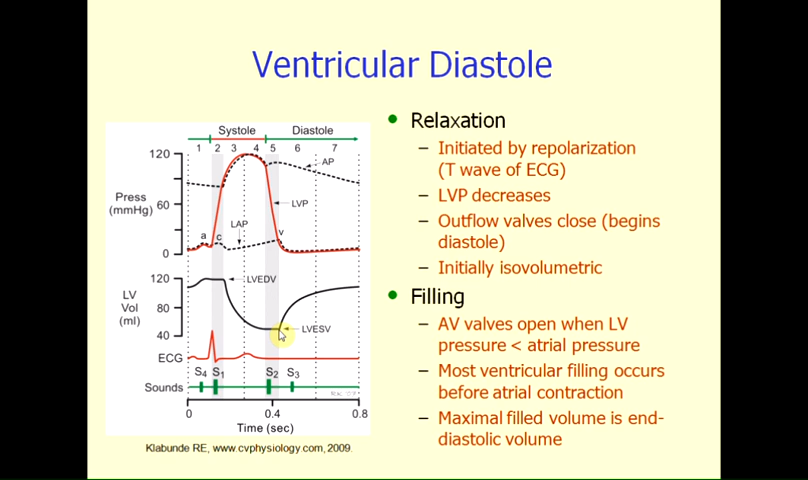 Ventricular Diastole
Systole Diastole
1 2 3 4 5 6 7
120
AP
Press
(mmHg)
60
LVP
LAP
a c v
0
120
LVEDV
LV
Vol
(ml)
80
LVESV
40
ECG
S4 S1 S2 S3
Sounds
0 0.4 0.8
Time (sec)
Klabunde RE, www.cvphysiology.com, 2009.
• Relaxation
– Initiated by repolarization
(T wave of ECG)
– LVP decreases
– Outflow valves close (begins
diastole)
– Initially isovolumetric
• Filling
– AV valves open when LV
pressure < atrial pressure
– Most ventricular filling occurs
before atrial contraction
– Maximal filled volume is end-
diastolic volume